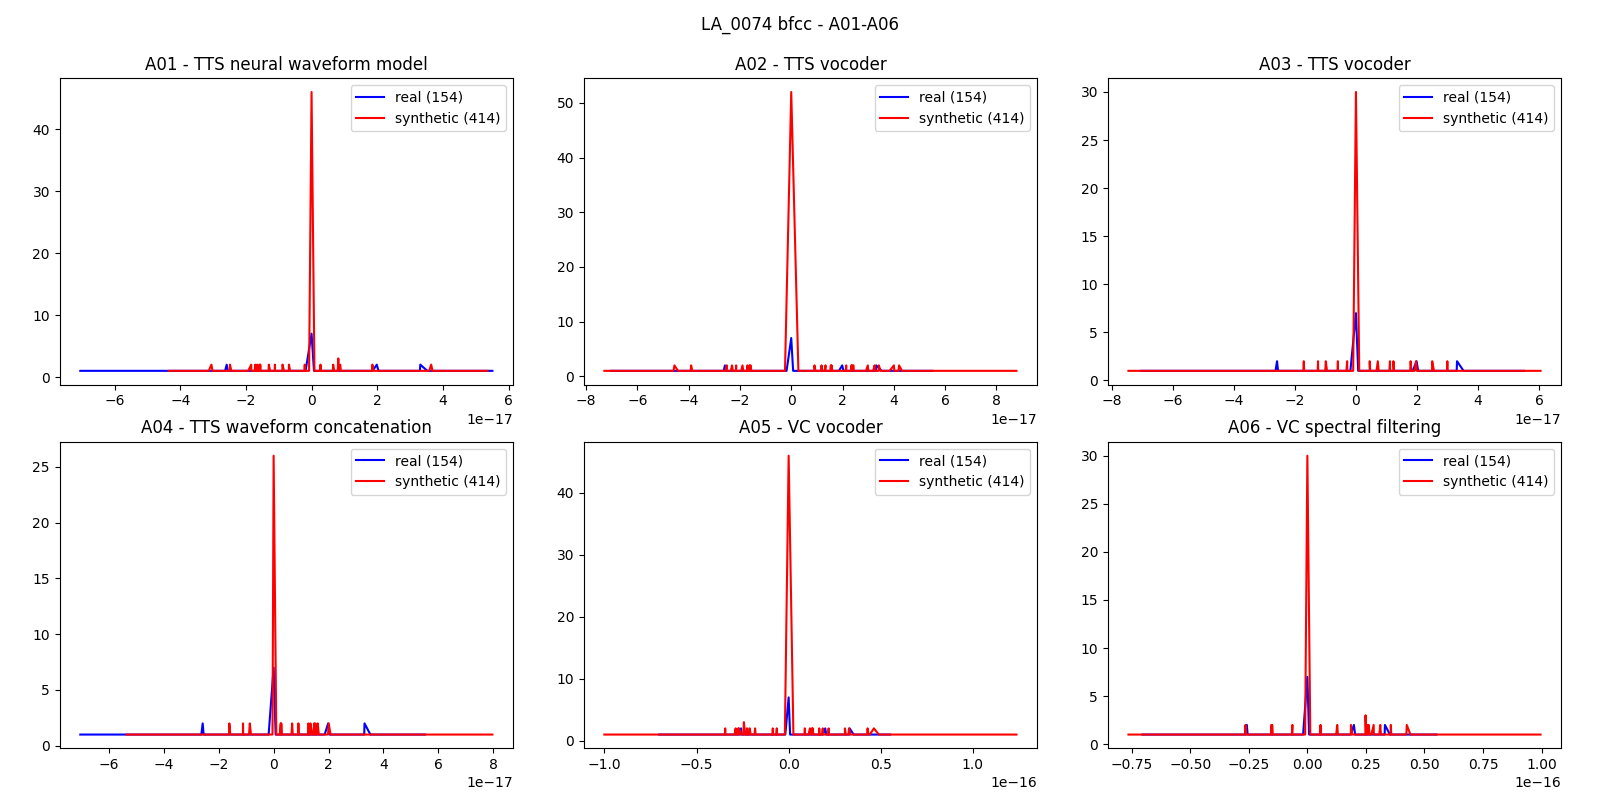 LA_0074 bfcc - A01-A06
A01 - TTS neural waveform model
real (154)
synthetic (414)
40
30
20
10
0
−6 −4 −2 0 2 4 6
1e−17
A02 - TTS vocoder
real (154)
synthetic (414)
50
40
30
20
10
0
−8 −6 −4 −2 0 2 4 6 8
1e−17
A03 - TTS vocoder
real (154)
synthetic (414)
30
25
20
15
10
5
0
−8 −6 −4 −2 0 2 4 6
1e−17
A04 - TTS waveform concatenation
real (154)
synthetic (414)
25
20
15
10
5
0
−6 −4 −2 0 2 4 6 8
1e−17
A05 - VC vocoder
real (154)
synthetic (414)
40
30
20
10
0
−1.0 −0.5 0.0 0.5 1.0
1e−16
A06 - VC spectral filtering
real (154)
synthetic (414)
30
25
20
15
10
5
0
−0.75 −0.50 −0.25 0.00 0.25 0.50 0.75 1.00
1e−16